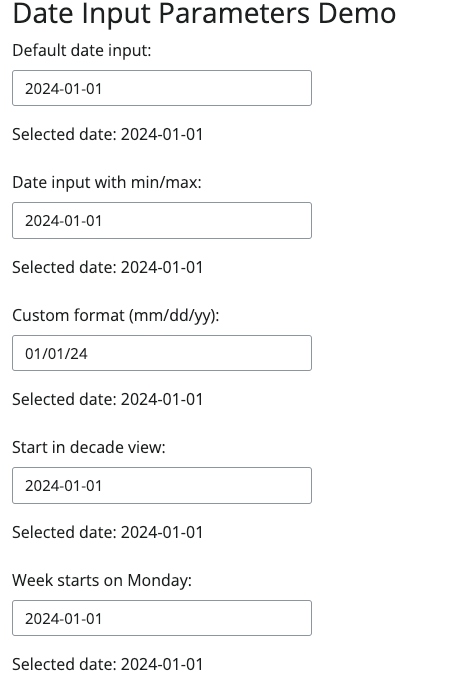 Date Input Parameters Demo
Default date input:
2024-01-01
Selected date: 2024-01-01
Date input with min/max:
2024-01-01
Selected date: 2024-01-01
Custom format (mm/dd/yy):
01/01/24
Selected date: 2024-01-01
Start in decade view:
2024-01-01
Selected date: 2024-01-01
Week starts on Monday:
2024-01-01
Selected date: 2024-01-01